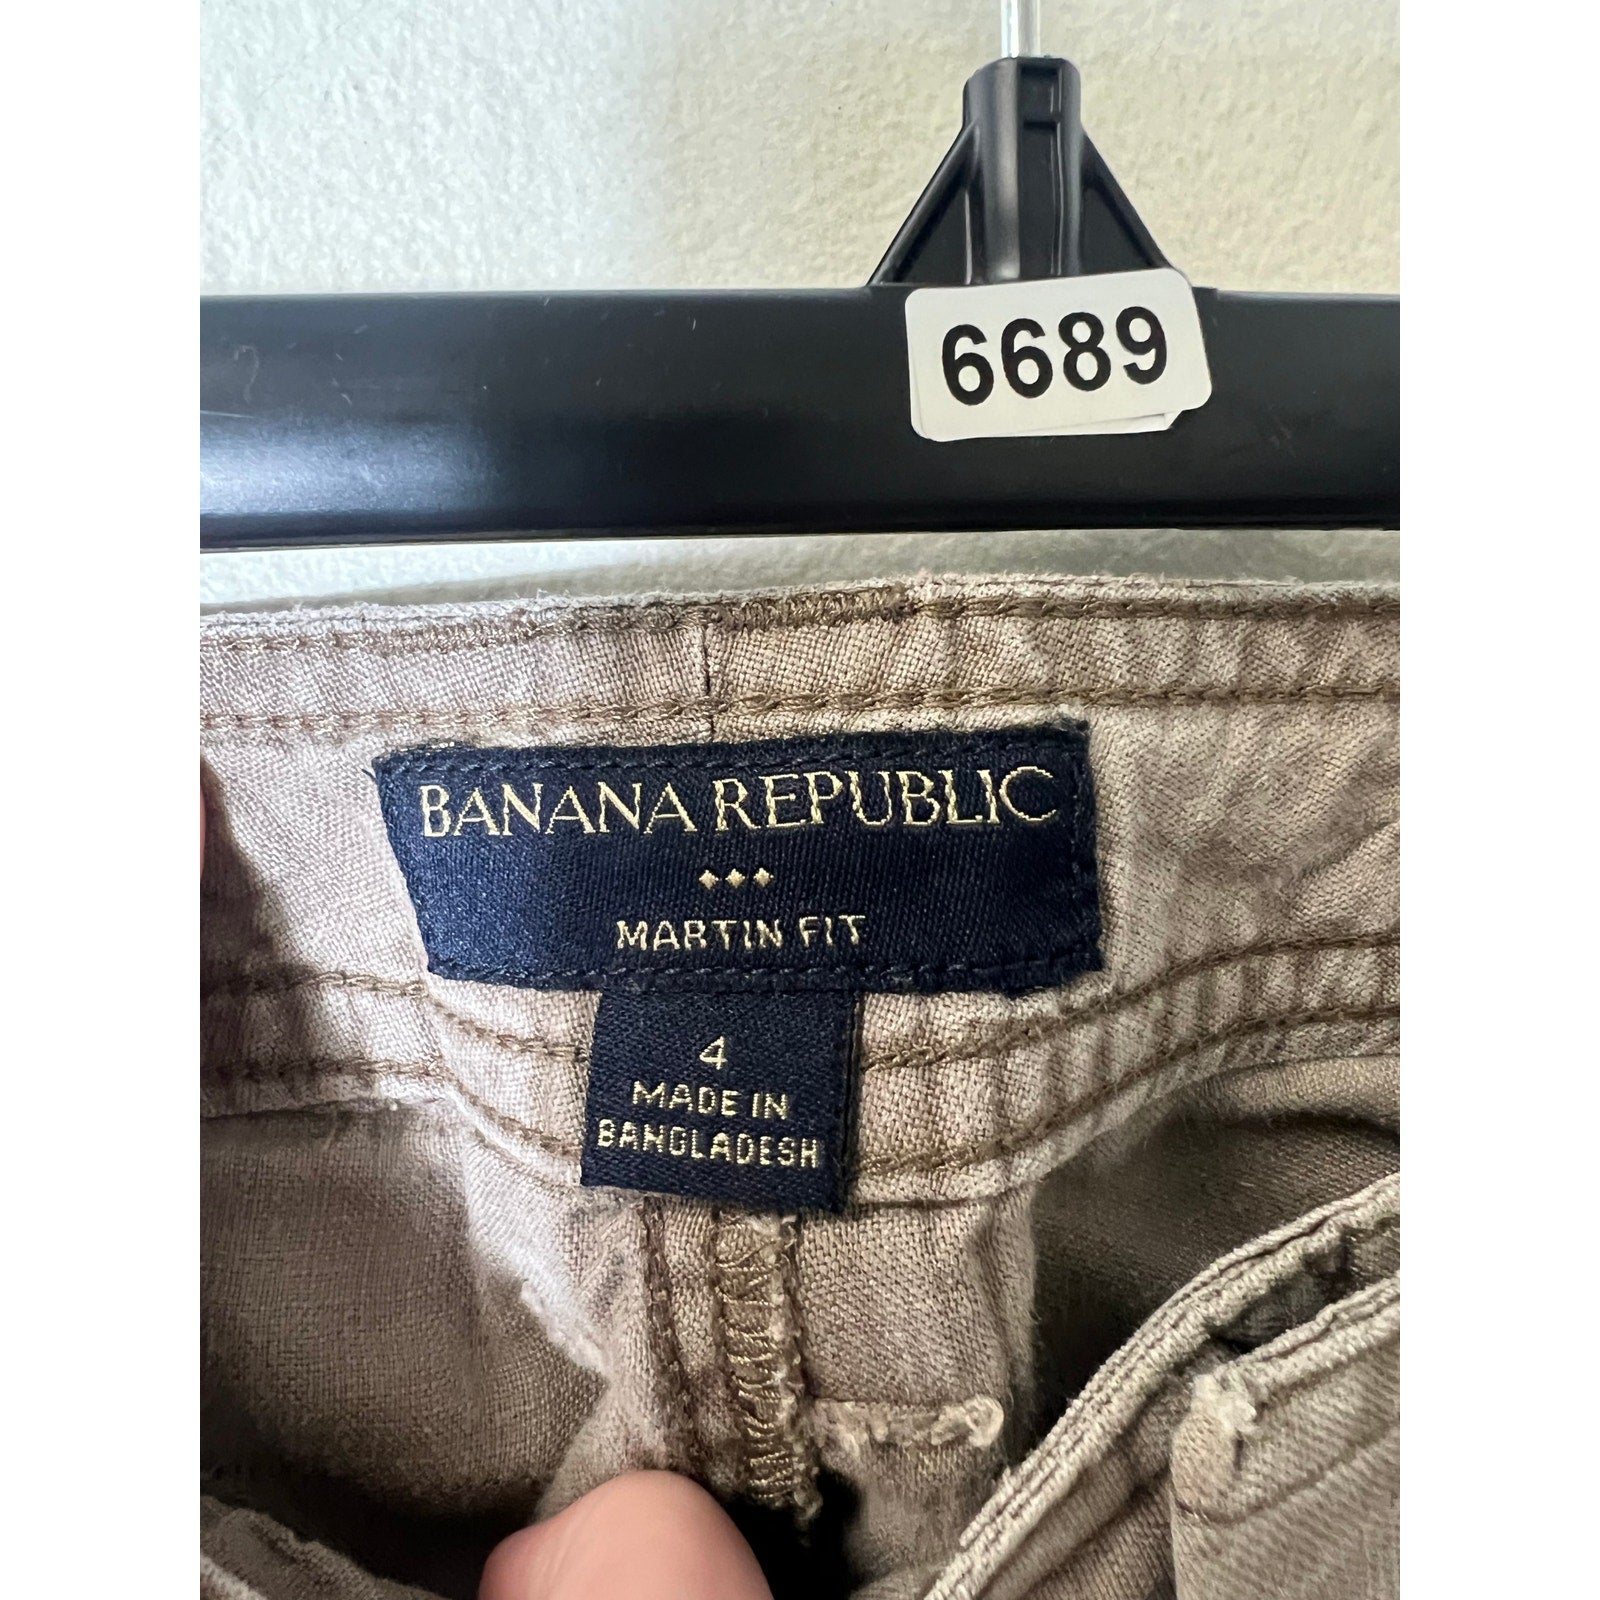 6689
BANANA REPUBLIC
MARTIN FIT
4
MADE IN
BANGLADESH